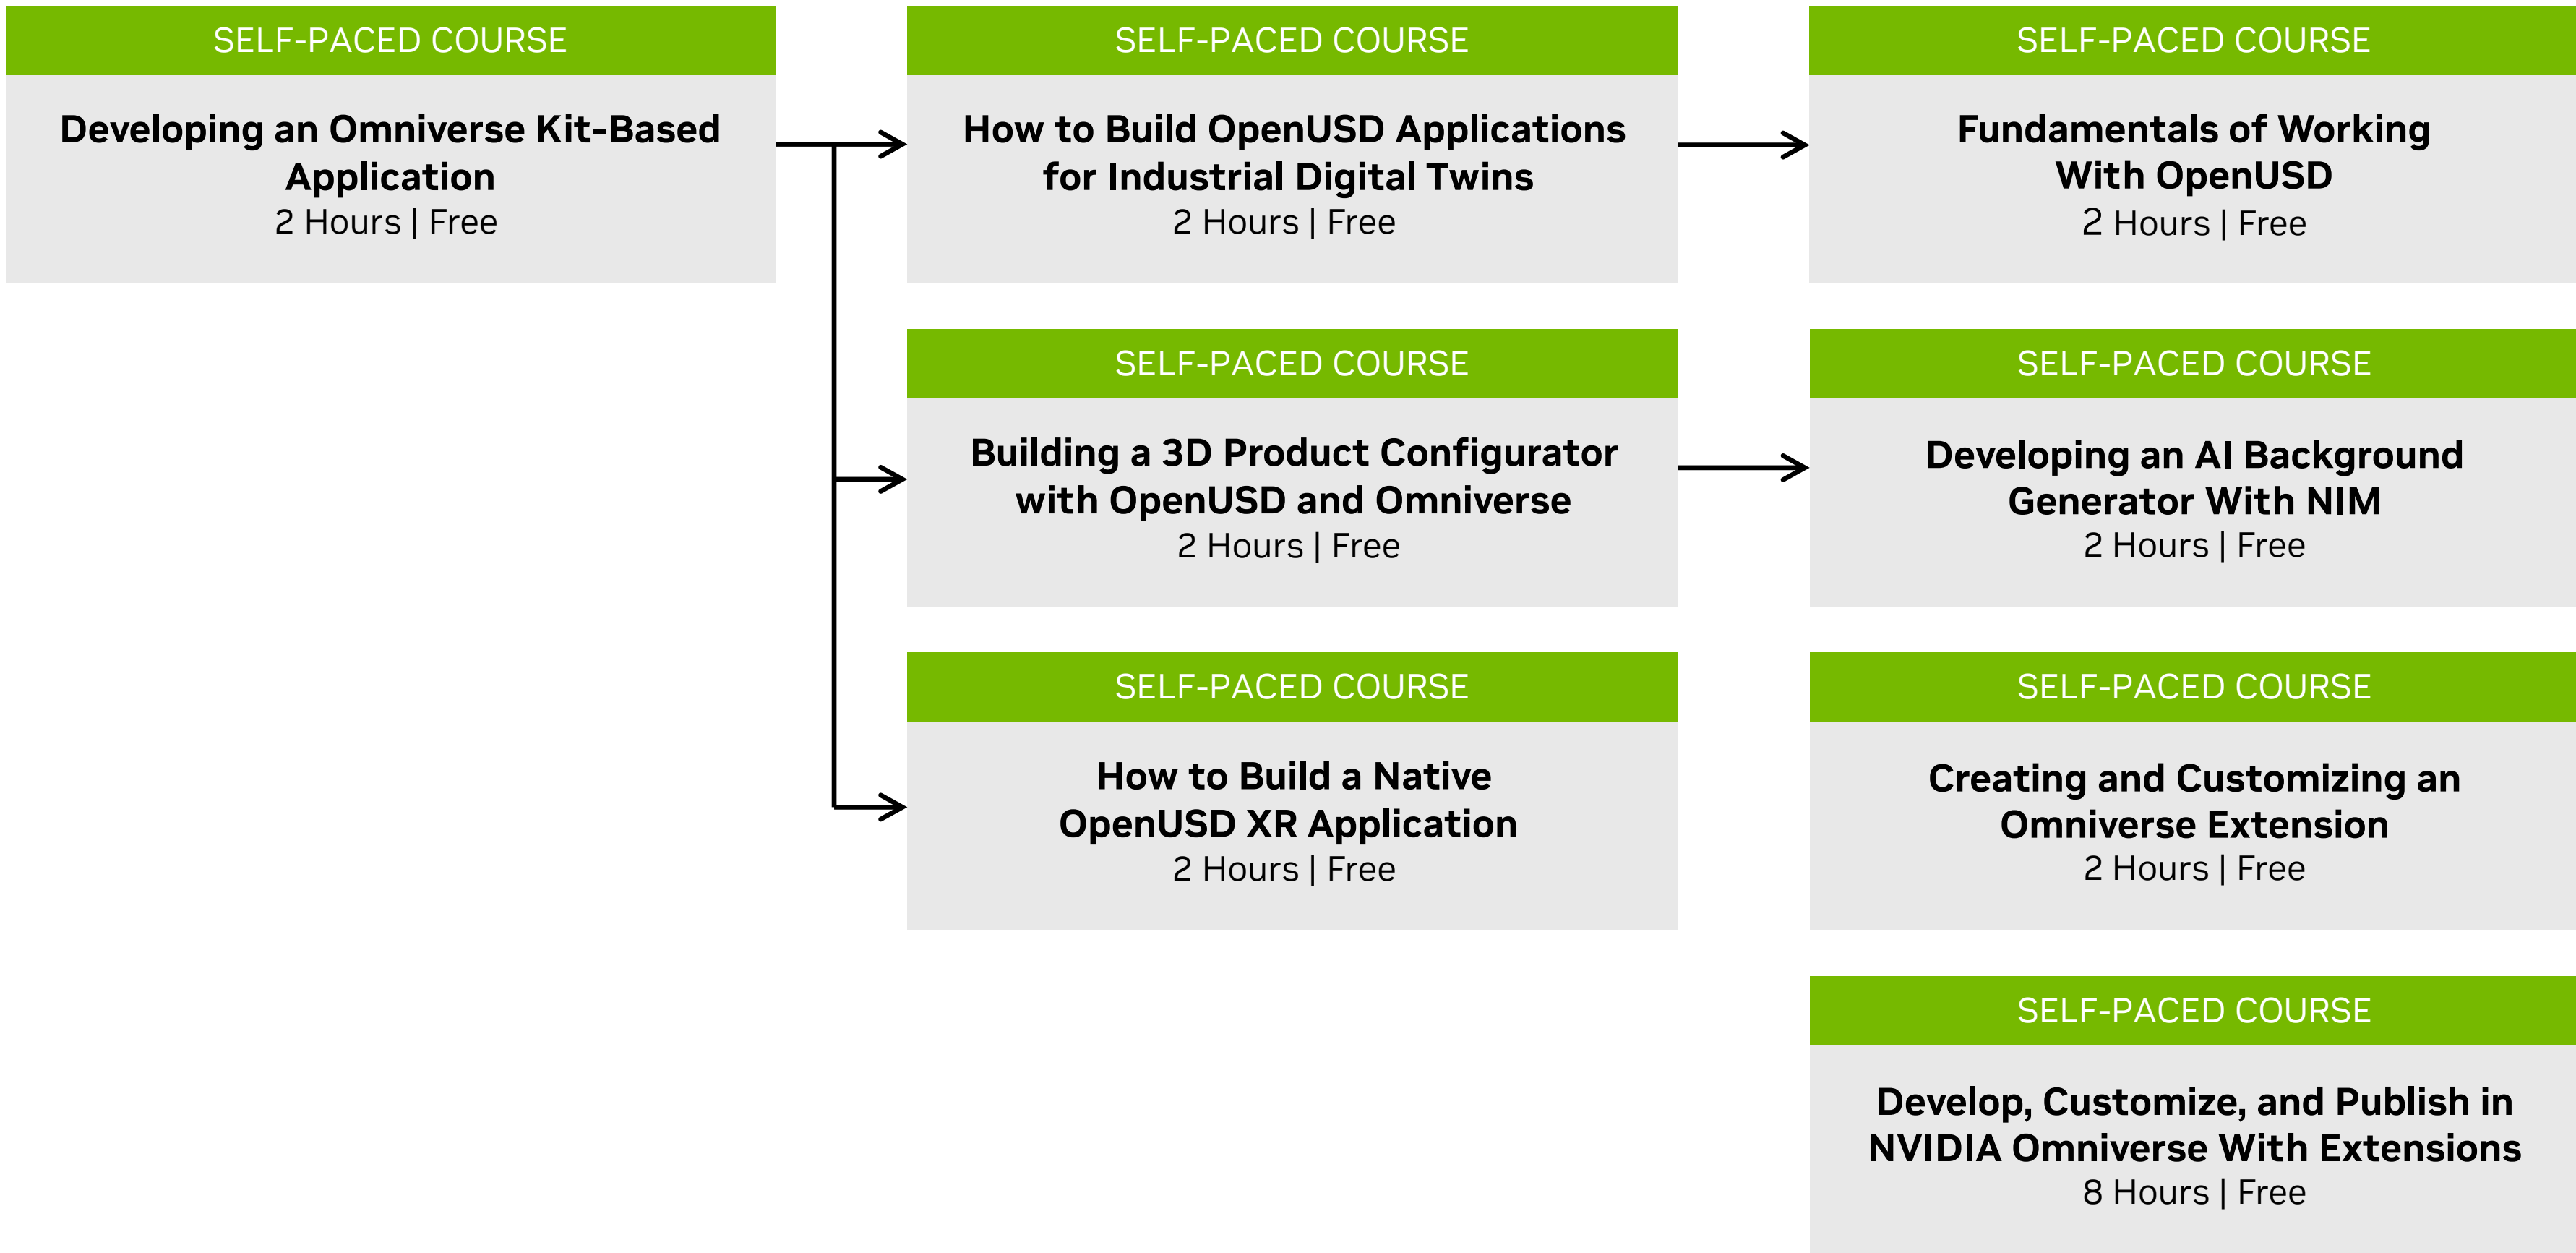 SELF-PACED COURSE
Developing an Omniverse Kit-Based
Application
2 Hours | Free
SELF-PACED COURSE
How to Build OpenUSD Applications
for Industrial Digital Twins
2 Hours | Free
SELF-PACED COURSE
Fundamentals of Working
With OpenUSD
2 Hours | Free
SELF-PACED COURSE
Building a 3D Product Configurator
with OpenUSD and Omniverse
2 Hours | Free
SELF-PACED COURSE
Developing an AI Background
Generator With NIM
2 Hours | Free
SELF-PACED COURSE
How to Build a Native
OpenUSD XR Application
2 Hours | Free
SELF-PACED COURSE
Creating and Customizing an
Omniverse Extension
2 Hours | Free
SELF-PACED COURSE
Develop, Customize, and Publish in
NVIDIA Omniverse With Extensions
8 Hours | Free